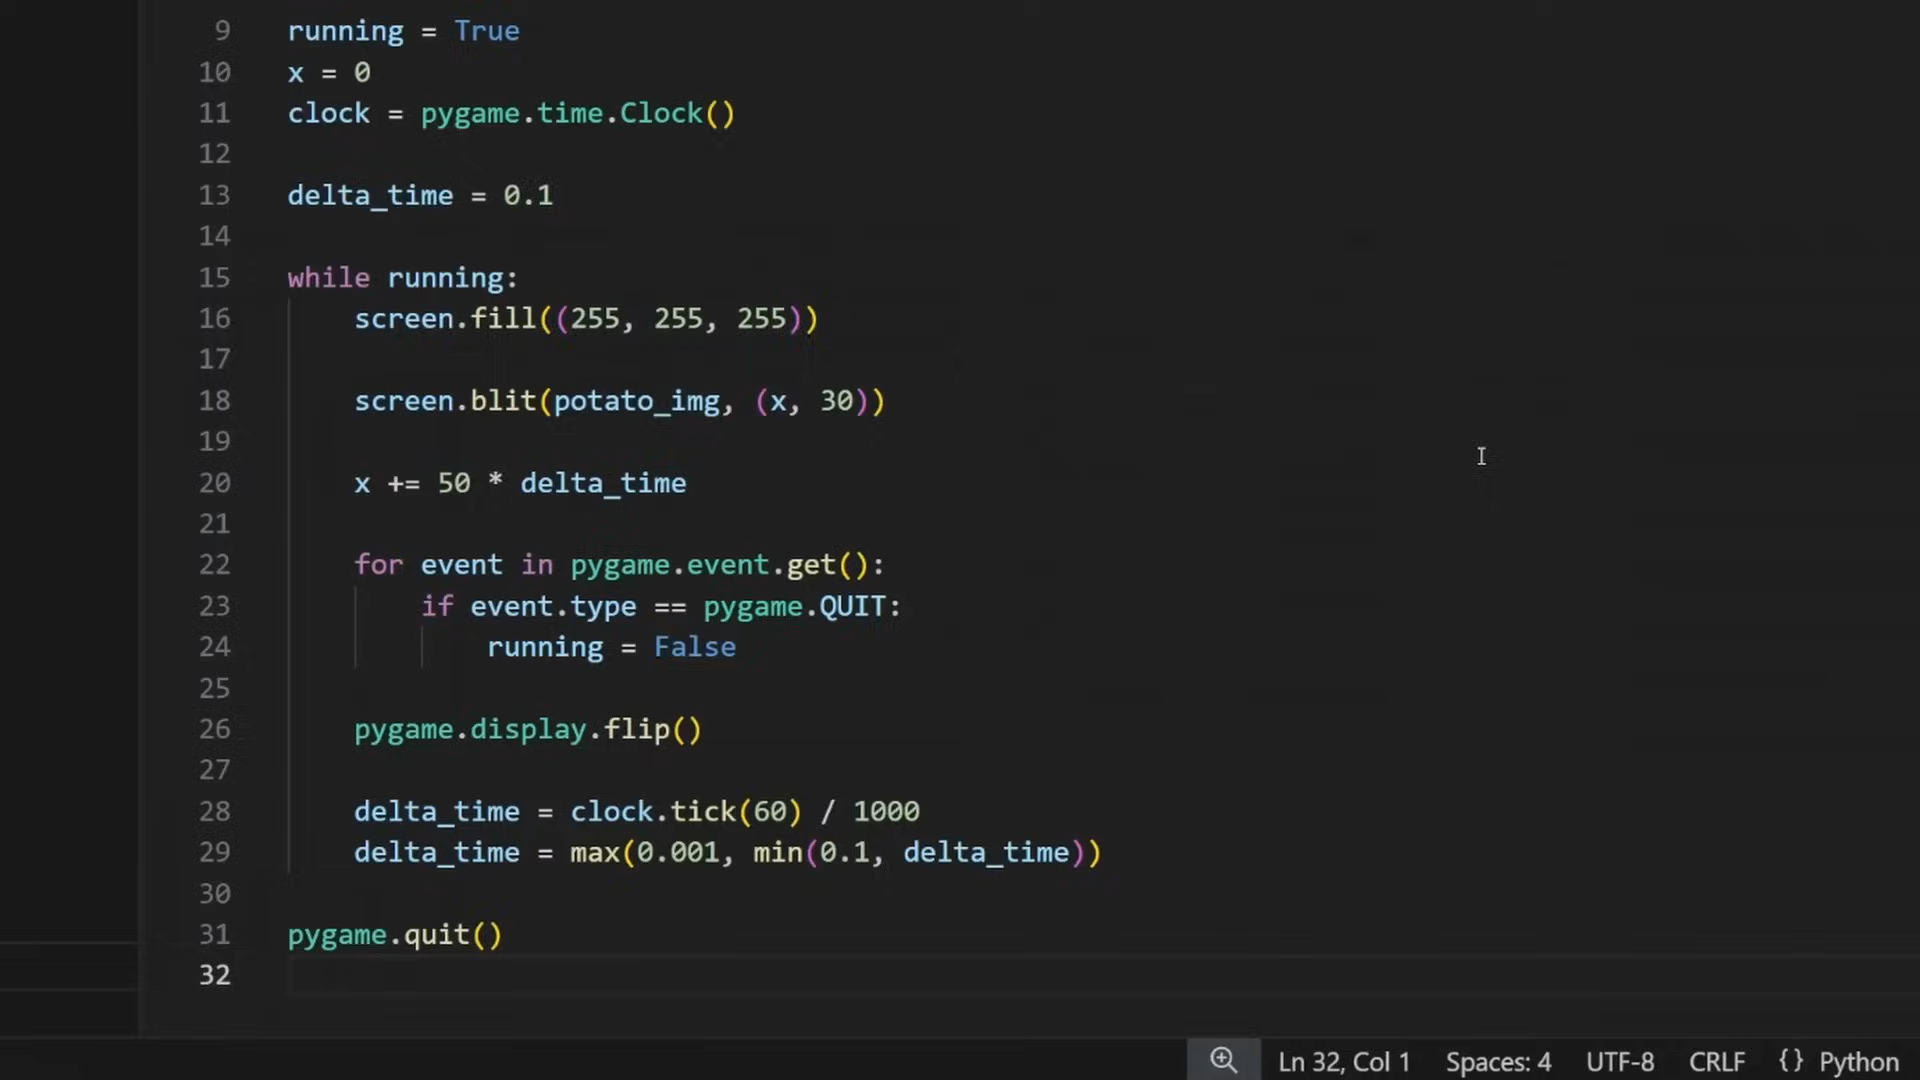 9 running = True
10 x = 0
11 clock = pygame.time.Clock()
12
13 delta_time = 0.1
14
15 while running:
16     screen.fill((255, 255, 255))
17
18     screen.blit(potato_img, (x, 30))
19
20     x += 50 * delta_time
21
22     for event in pygame.event.get():
23         if event.type == pygame.QUIT:
24             running = False
25
26     pygame.display.flip()
27
28     delta_time = clock.tick(60) / 1000
29     delta_time = max(0.001, min(0.1, delta_time))
30
31 pygame.quit()
32
Ln 32, Col 1 Spaces: 4 UTF-8 CRLF {} Python